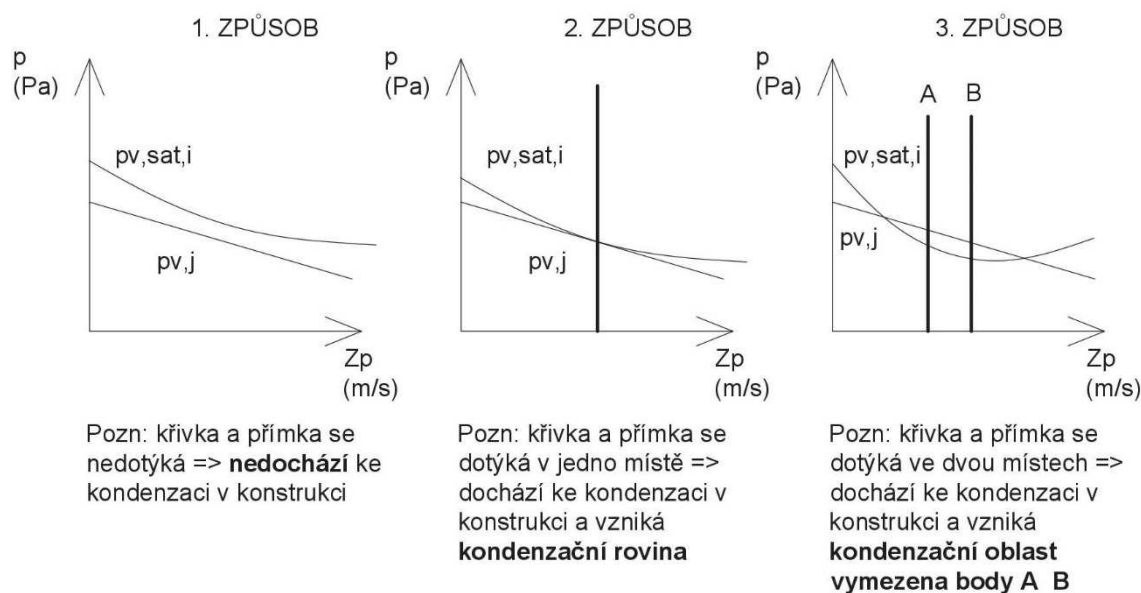 1. ZPŮSOB
p
(Pa)
pv,sat,i
pv,j
Zp
(m/s)
Pozn: křivka a přímka se
nedotýká => nedochází ke
kondenzaci v konstrukci
2. ZPŮSOB
p
(Pa)
pv,sat,i
pv,j
Zp
(m/s)
Pozn: křivka a přímka se
dotýká v jedno místě =>
dochází ke kondenzaci v
konstrukci a vzniká
kondenzační rovina
3. ZPŮSOB
p
(Pa)
A B
pv,sat,i
pv,j
Zp
(m/s)
Pozn: křivka a přímka se
dotýká ve dvou místech =>
dochází ke kondenzaci v
konstrukci a vzniká
kondenzační oblast
vymezena body A B